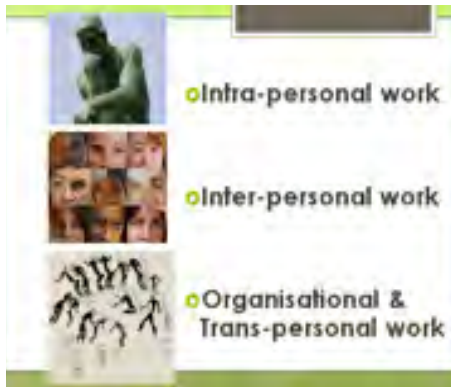 Intra-personal work
Inter-personal work
Organisational &
Trans-personal work